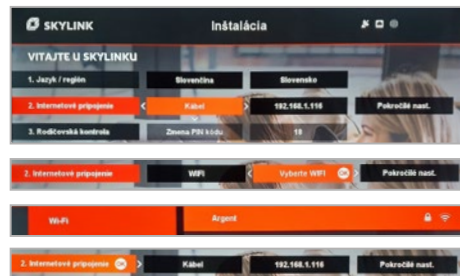 SKYLINK Inštalácia
VITAJTE U SKYLINKU
1. Jazyk / región Slovenčina Slovensko
2. Internetové pripojenie Kábel 192.168.1.116 Pokročilé nast.
3. Rodičovská kontrola Zmena PIN kódu 18
2. Internetové pripojenie WIFI Vyberte WIFI OK Pokročilé nast.
Wi-Fi Argent
2. Internetové pripojenie OK Kábel 192.168.1.116 Pokročilé nast.